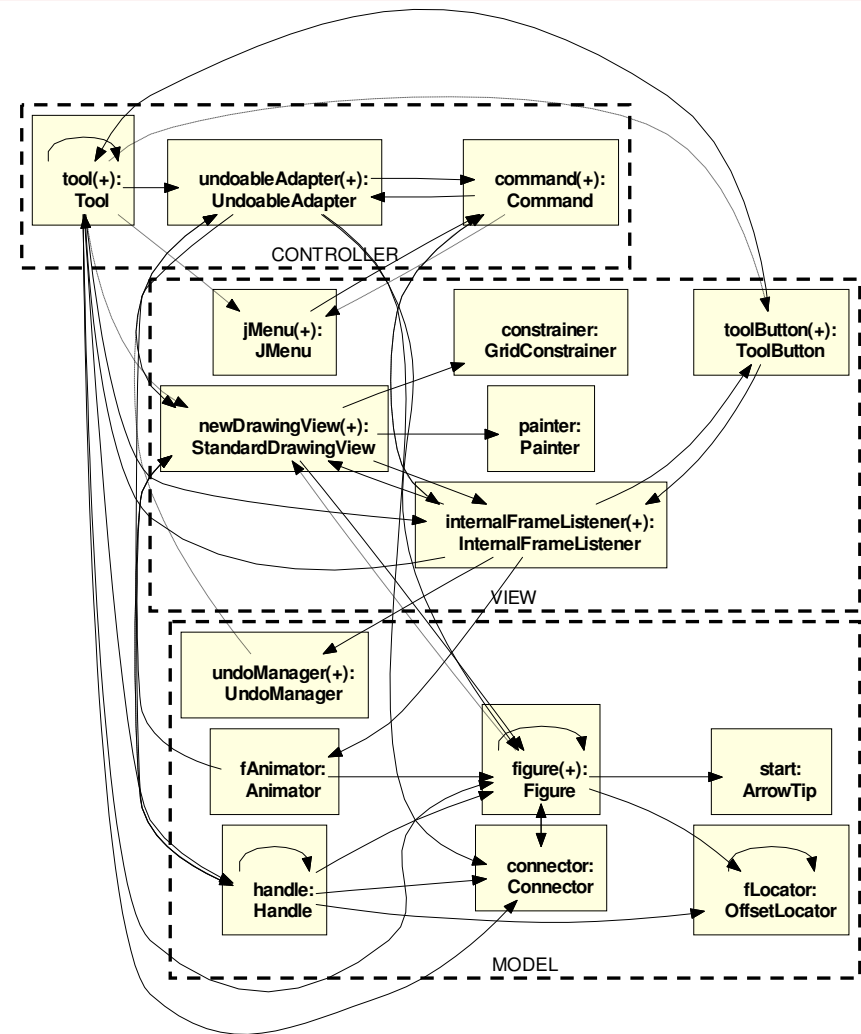 tool(+):
Tool
undoableAdapter(+):
UndoableAdapter
command(+):
Command
CONTROLLER
jMenu(+):
JMenu
constrainer:
GridConstrainer
toolButton(+):
ToolButton
newDrawingView(+):
StandardDrawingView
painter:
Painter
internalFrameListener(+):
InternalFrameListener
VIEW
undoManager(+):
UndoManager
fAnimator:
Animator
figure(+):
Figure
start:
ArrowTip
handle:
Handle
connector:
Connector
fLocator:
OffsetLocator
MODEL